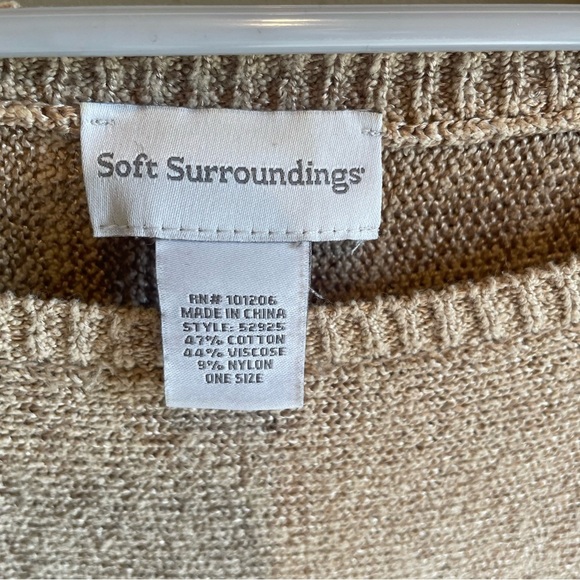 Soft Surroundings
RN# 101206
MADE IN CHINA
STYLE: 52925
47% COTTON
44% VISCOSE
9% NYLON
ONE SIZE